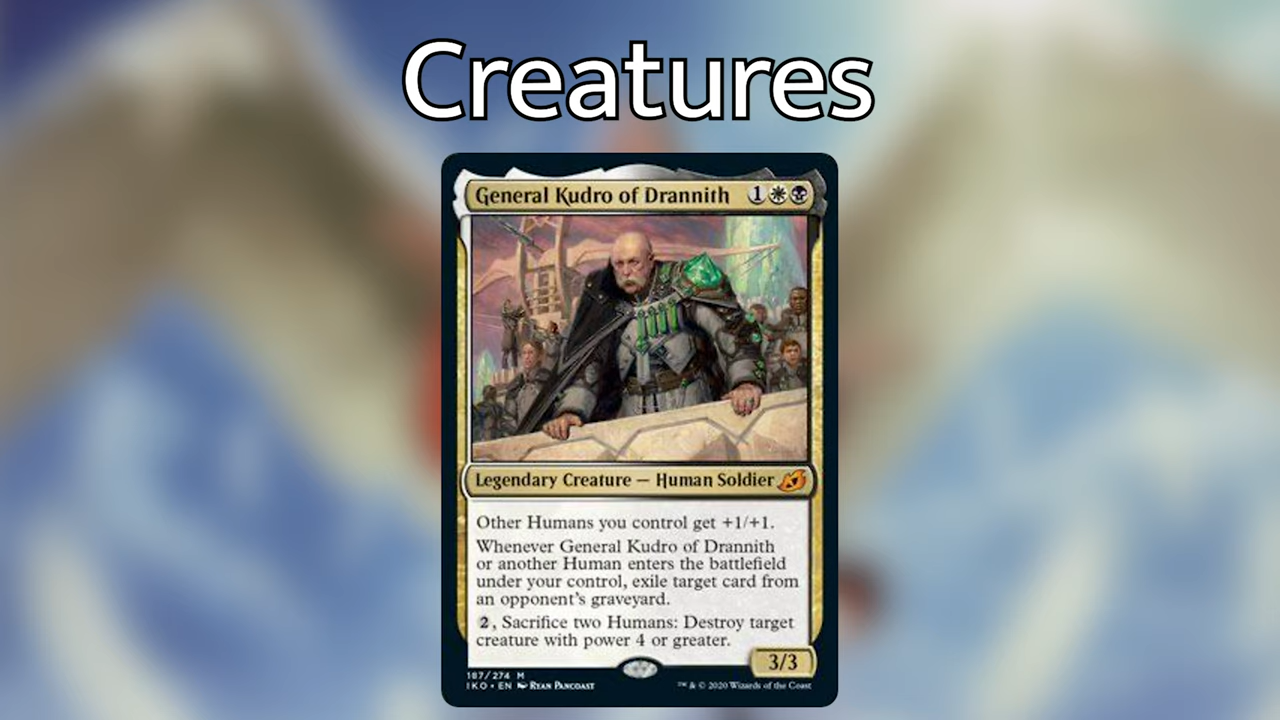 Creatures
General Kudro of Drannith 1
Legendary Creature — Human Soldier
Other Humans you control get +1/+1.
Whenever General Kudro of Drannith
or another Human enters the battlefield
under your control, exile target card from
an opponent's graveyard.
2, Sacrifice two Humans: Destroy target
creature with power 4 or greater.
3/3
187/274 M
IKO • EN Ryan Pancoast
™ & © 2020 Wizards of the Coast